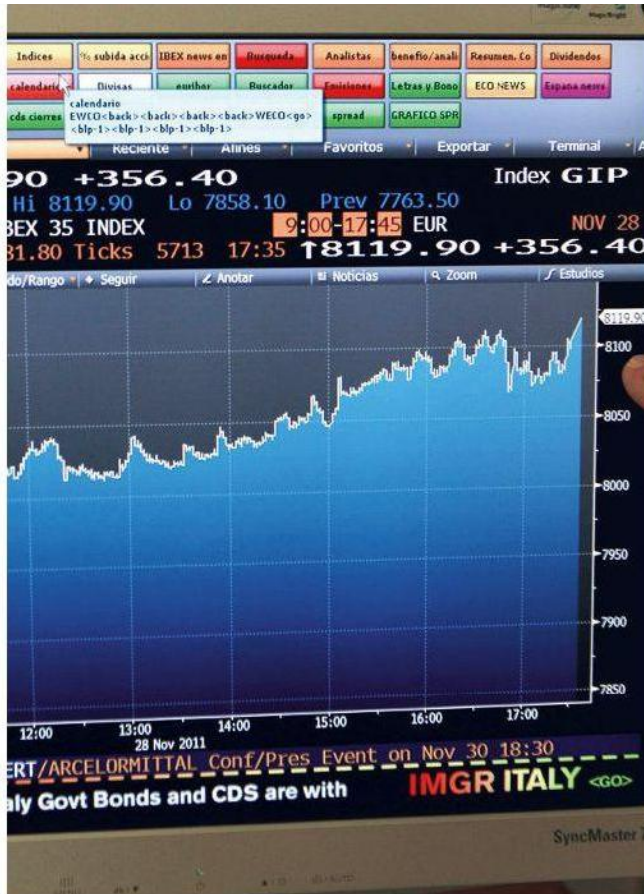 MagicBright
Indices % subida acci IBEX news en Busqueda Analistas benefio/anali Resumen. Co Dividendos
calendario Divisas euribor Buscador Emisiones Letras y Bono ECO NEWS Espana news
cds cierres spread GRAFICO SPR
calendario
EWCO<back><back><back><back>WECO<go>
<blp-1><blp-1><blp-1><blp-1>
Reciente Afines Favoritos Exportar Terminal A
90 +356.40 Index GIP
Hi 8119.90 Lo 7858.10 Prev 7763.50
BEX 35 INDEX 9:00-17:45 EUR NOV 28
31.80 Ticks 5713 17:35 ↑8119.90 +356.40
do/Rango Seguir Anotar Noticias Zoom Estudios
8119.90
8100
8050
8000
7950
7900
7850
12:00 13:00 14:00 15:00 16:00 17:00
28 Nov 2011
ERT/ARCELORMITTAL Conf/Pres Event on Nov 30 18:30
aly Govt Bonds and CDS are with IMGR ITALY <GO>
SyncMaster